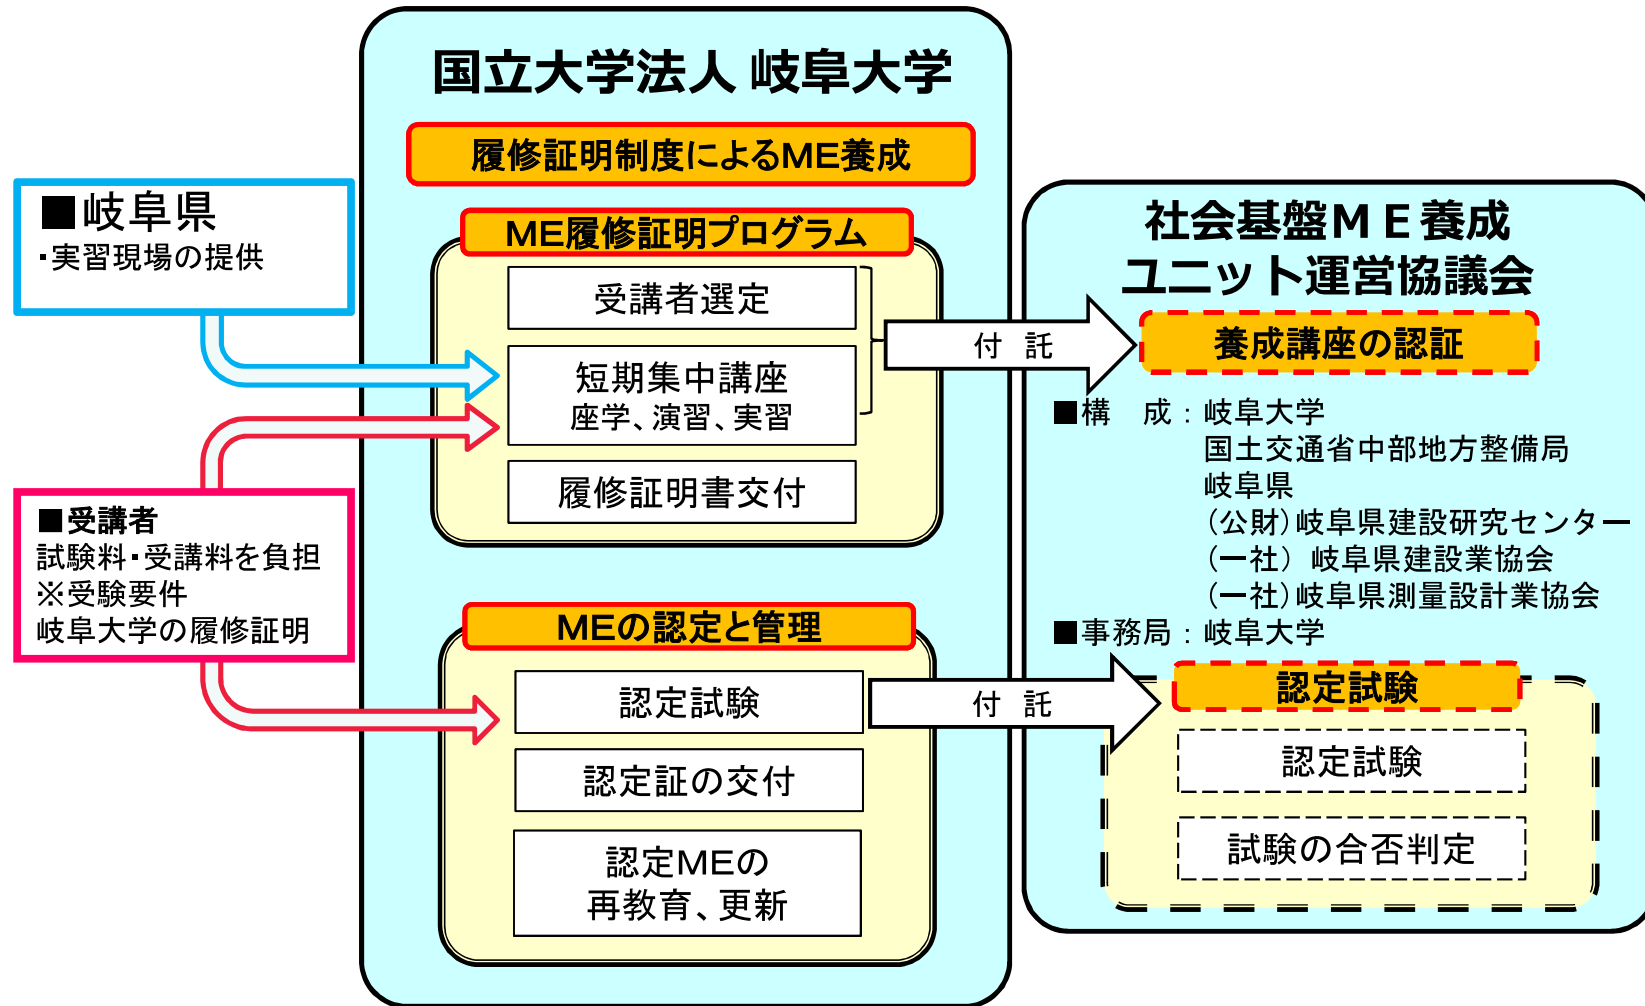 国立大学法人 岐阜大学
履修証明制度によるME養成
■岐阜県
・実習現場の提供
ME履修証明プログラム
受講者選定
短期集中講座
座学、演習、実習
履修証明書交付
■受講者
試験料・受講料を負担
※受験要件
岐阜大学の履修証明
MEの認定と管理
認定試験
認定証の交付
認定MEの
再教育、更新
付 託
付 託
社会基盤ME養成
ユニット運営協議会
養成講座の認証
■構 成：岐阜大学
国土交通省中部地方整備局
岐阜県
(公財)岐阜県建設研究センター
(一社) 岐阜県建設業協会
(一社)岐阜県測量設計業協会
■事務局：岐阜大学
認定試験
認定試験
試験の合否判定